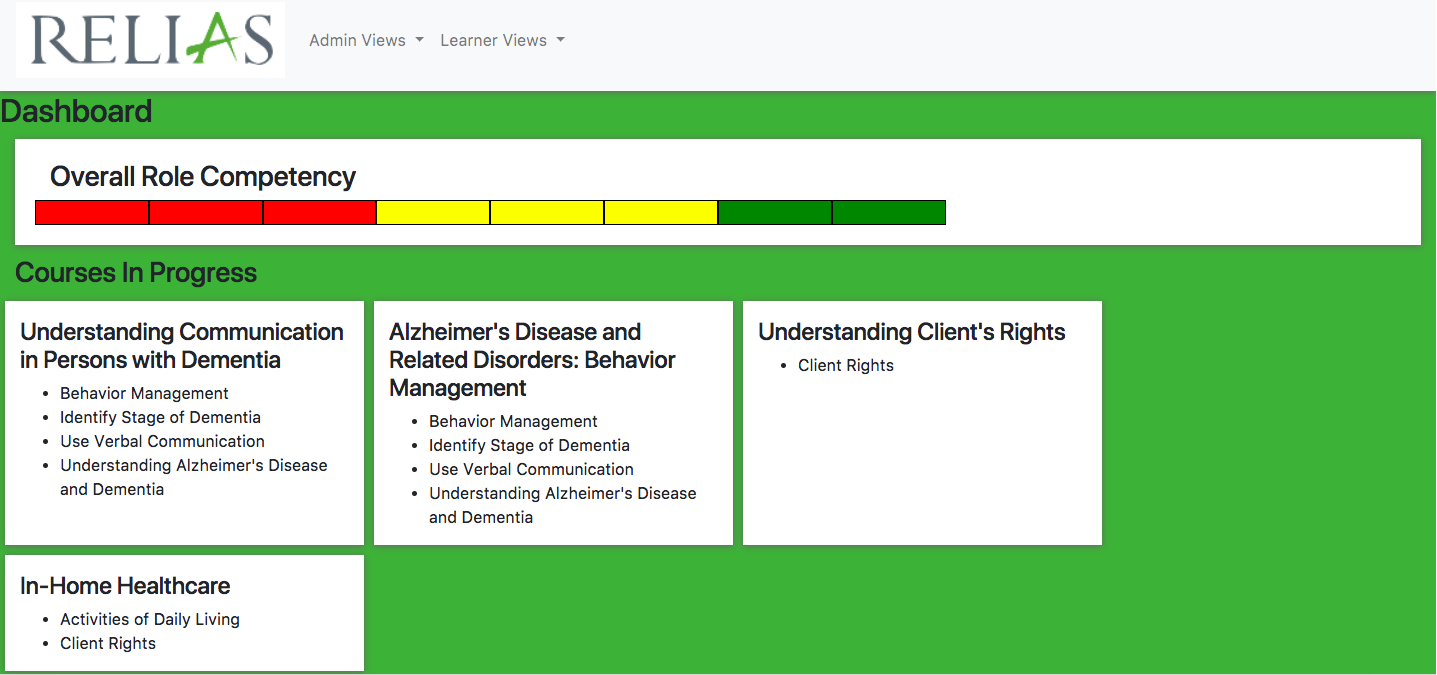 RELIAS
Admin Views
Learner Views
Dashboard
Overall Role Competency
Courses In Progress
Understanding Communication
in Persons with Dementia
Behavior Management
Identify Stage of Dementia
Use Verbal Communication
Understanding Alzheimer's Disease
and Dementia
Alzheimer's Disease and
Related Disorders: Behavior
Management
Behavior Management
Identify Stage of Dementia
Use Verbal Communication
Understanding Alzheimer's Disease
and Dementia
Understanding Client's Rights
Client Rights
In-Home Healthcare
Activities of Daily Living
Client Rights